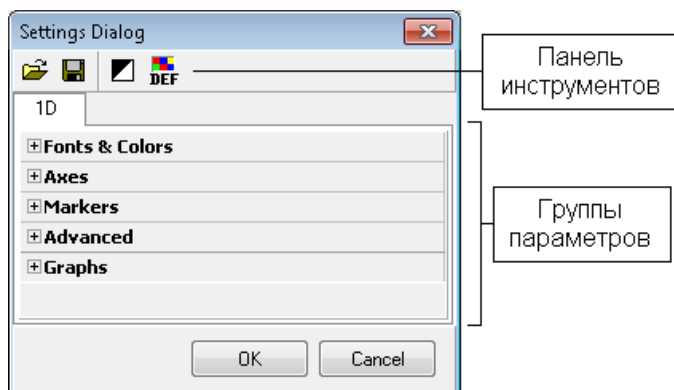 Settings Dialog
DEF
Панель
инструментов
1D
Fonts & Colors
Axes
Markers
Advanced
Graphs
Группы
параметров
OK
Cancel